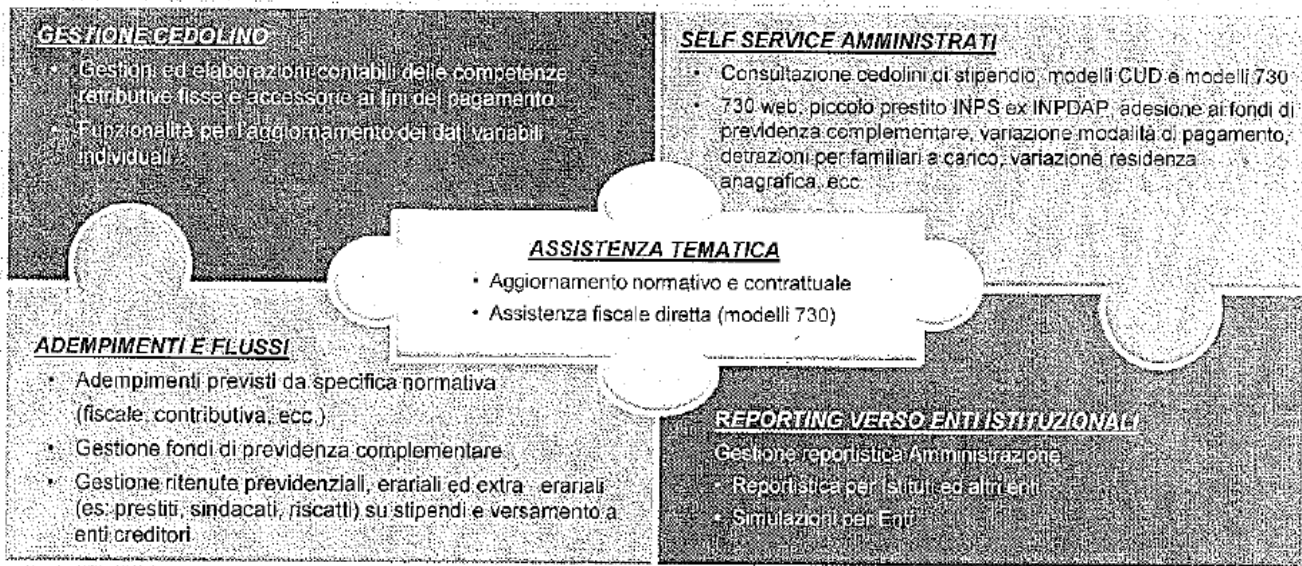 GESTIONE CEDOLINO
• Gestioni ed elaborazioni contabili delle competenze
retributive fisse e accessorie ai fini del pagamento
• Funzionalità per l'aggiornamento dei dati variabili
individuali
SELF SERVICE AMMINISTRATI
• Consultazione cedolini di stipendio, modelli CUD e modelli 730
• 730 web, piccolo prestito INPS ex INPDAP, adesione ai fondi di
previdenza complementare, variazione modalità di pagamento,
detrazioni per familiari a carico, variazione residenza
anagrafica, ecc
ASSISTENZA TEMATICA
• Aggiornamento normativo e contrattuale
• Assistenza fiscale diretta (modelli 730)
ADEMPIMENTI E FLUSSI
• Adempimenti previsti da specifica normativa
(fiscale, contributiva, ecc.)
• Gestione fondi di previdenza complementare
• Gestione ritenute previdenziali, erariali ed extra erariali
(es: prestiti, sindacati, riscatti) su stipendi e versamento a
enti creditori
REPORTING VERSO ENTI ISTITUZIONALI
Gestione reportistica Amministrazione
• Reportistica per Istituti ed altri enti
• Simulazioni per Enti